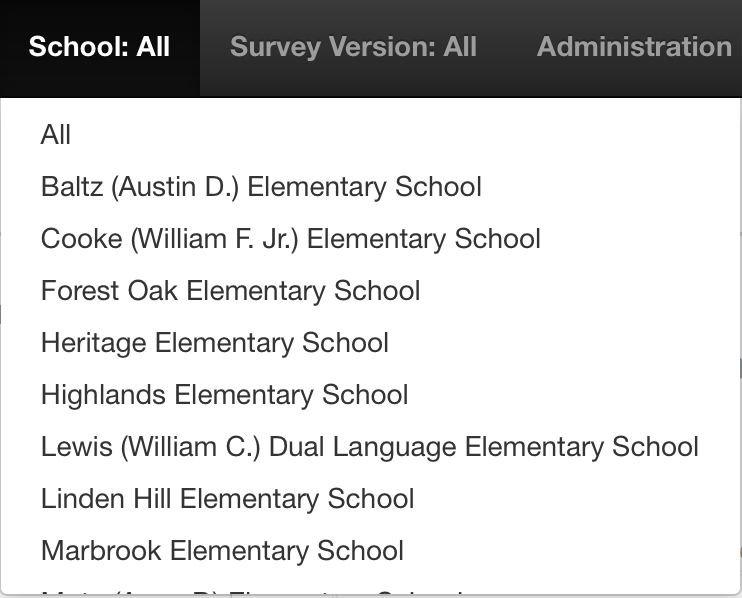 School: All
Survey Version: All
Administration
All
Baltz (Austin D.) Elementary School
Cooke (William F. Jr.) Elementary School
Forest Oak Elementary School
Heritage Elementary School
Highlands Elementary School
Lewis (William C.) Dual Language Elementary School
Linden Hill Elementary School
Marbrook Elementary School